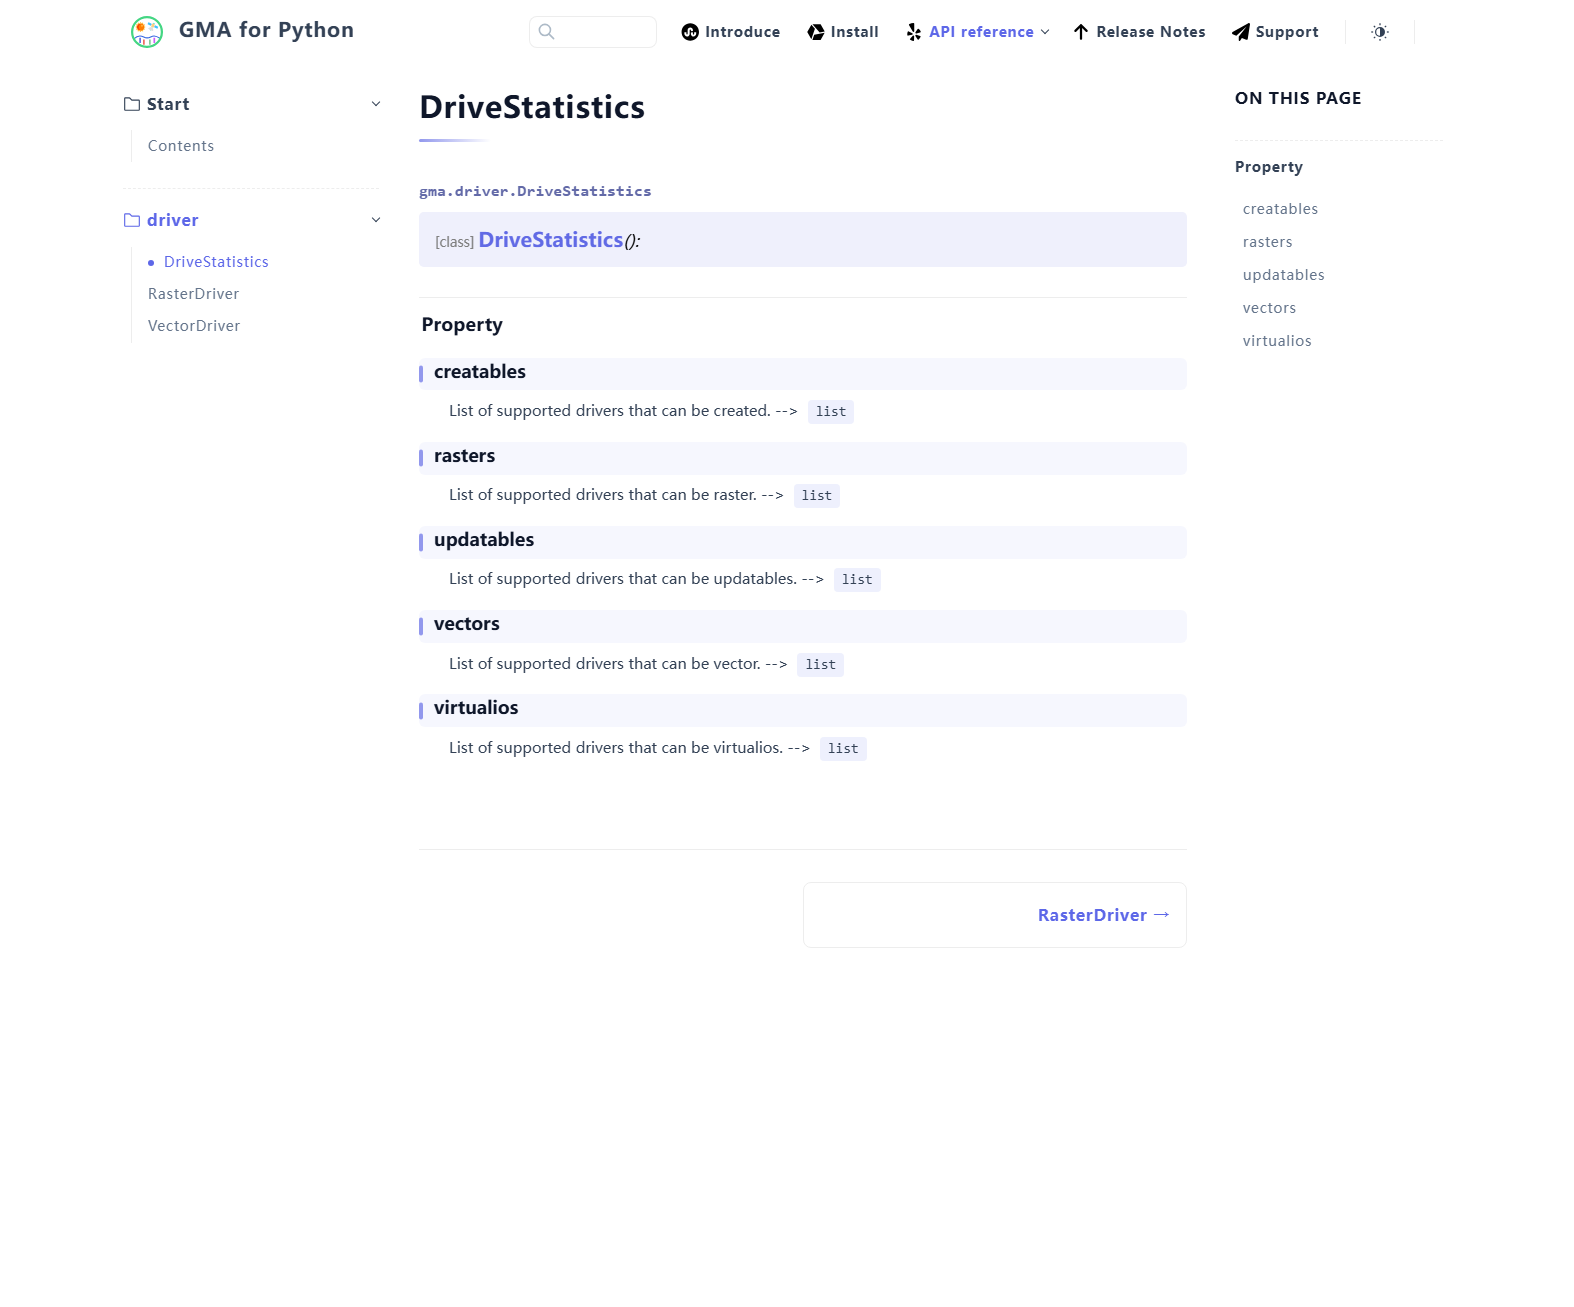 GMA for Python
Introduce
Install
API reference
Release Notes
Support
Start
Contents
driver
DriveStatistics
RasterDriver
VectorDriver
DriveStatistics
gma.driver.DriveStatistics
[class] DriveStatistics():
Property
creatables
List of supported drivers that can be created. --> list
rasters
List of supported drivers that can be raster. --> list
updatables
List of supported drivers that can be updatables. --> list
vectors
List of supported drivers that can be vector. --> list
virtualios
List of supported drivers that can be virtualios. --> list
RasterDriver →
ON THIS PAGE
Property
creatables
rasters
updatables
vectors
virtualios